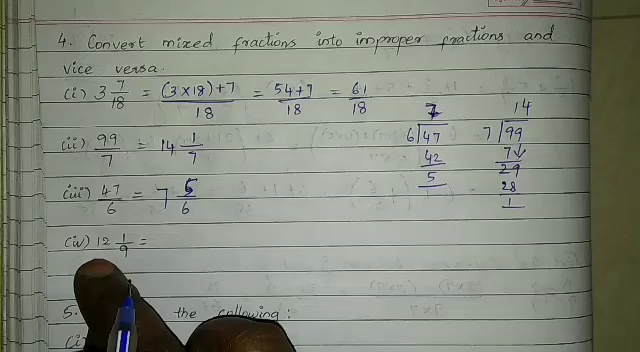 4. Convert mixed fractions into improper fractions and
vice versa.
(i) 3 7/18 = (3×18)+7/18 = 54+7/18 = 61/18
(ii) 99/7 = 14 1/7
(iii) 47/6 = 7 5/6
(iv) 12 1/9 =
7
6 47
42
5
14
7 99
7↓
29
28
1
5. the following:
(i)